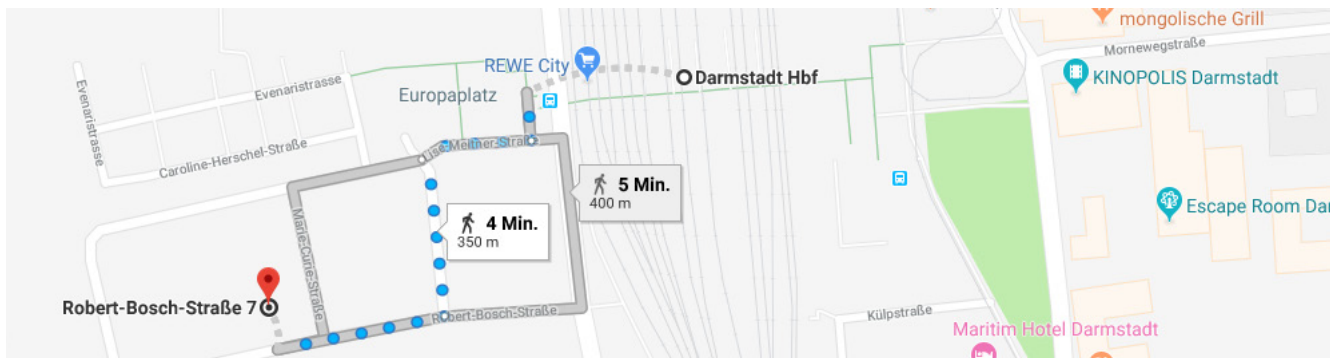 mongolische Grill
Mornewegstraße
REWE City
Darmstadt Hbf
KINOPOLIS Darmstadt
Evenaristrasse
Europaplatz
Evenaristrasse
Lise-Meitner-Straße
Caroline-Herschel-Straße
5 Min.
400 m
Escape Room Dar
4 Min.
350 m
Marie-Curie-Straße
Robert-Bosch-Straße 7
Robert-Bosch-Straße
Külpstraße
Maritim Hotel Darmstadt